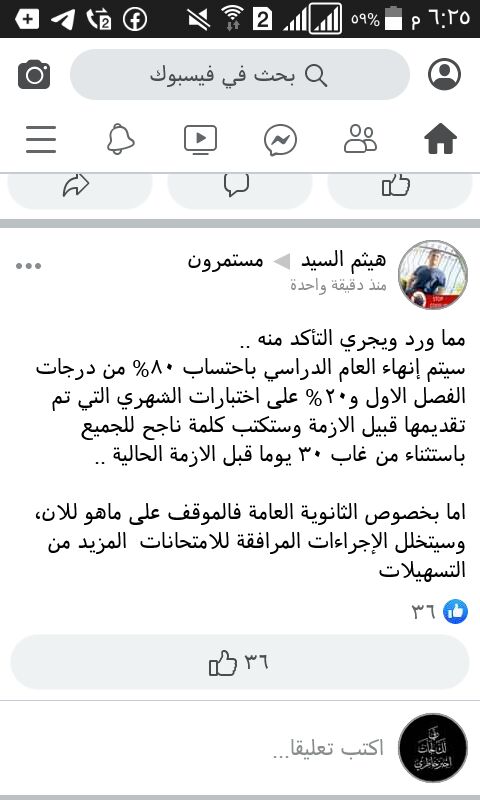 ٥٩% م ٦:٢٥
بحث في فيسبوك
هيثم السيد ◀ مستمرون
منذ دقيقة واحدة
مما ورد ويجري التأكد منه ..
سيتم إنهاء العام الدراسي باحتساب ٨٠% من درجات
الفصل الاول و٢٠% على اختبارات الشهري التي تم
تقديمها قبيل الازمة وستكتب كلمة ناجح للجميع
باستثناء من غاب ٣٠ يوما قبل الازمة الحالية ..
اما بخصوص الثانوية العامة فالموقف على ماهو للان،
وسيتخلل الإجراءات المرافقة للامتحانات المزيد من
التسهيلات
٣٦
٣٦
اكتب تعليقا...